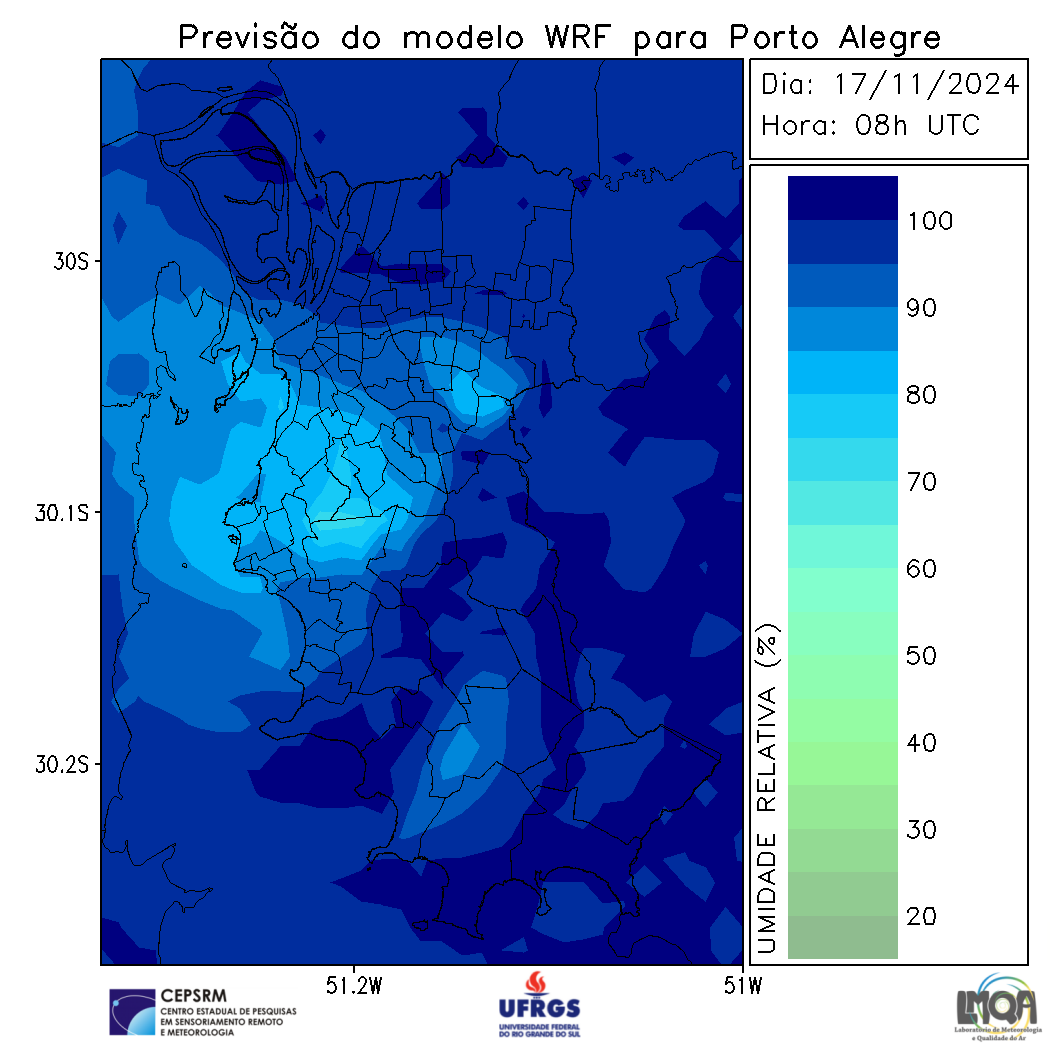 Previsão do modelo WRF para Porto Alegre
Dia: 17/11/2024
Hora: 08h UTC
30S
30.1S
30.2S
51.2W
51W
100
90
80
70
60
50
40
30
20
UMIDADE RELATIVA (%)
CEPSRM
CENTRO ESTADUAL DE PESQUISAS
EM SENSORIAMENTO REMOTO
E METEOROLOGIA
UFRGS
UNIVERSIDADE FEDERAL
DO RIO GRANDE DO SUL
LMQA
Laboratório de Meteorologia
e Qualidade do Ar